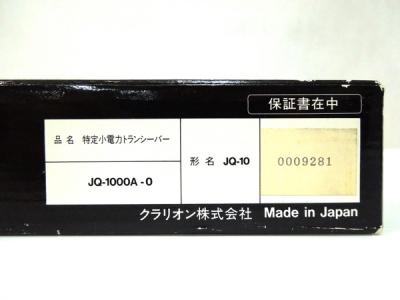 保証書在中
品名 特定小電力トランシーバー
JQ-1000A-0
形名 JQ-10
0009281
クラリオン株式会社 Made in Japan